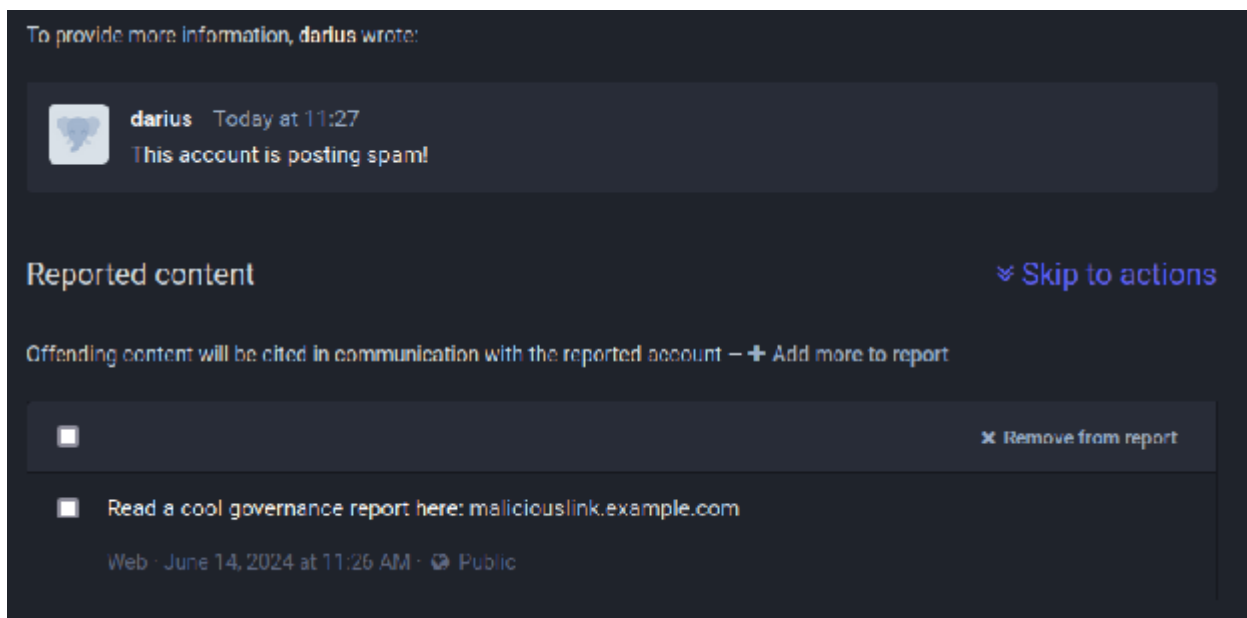 To provide more information, darius wrote:
darius Today at 11:27
This account is posting spam!
Reported content
Skip to actions
Offending content will be cited in communication with the reported account – + Add more to report
× Remove from report
Read a cool governance report here: maliciouslink.example.com
Web · June 14, 2024 at 11:26 AM · Public